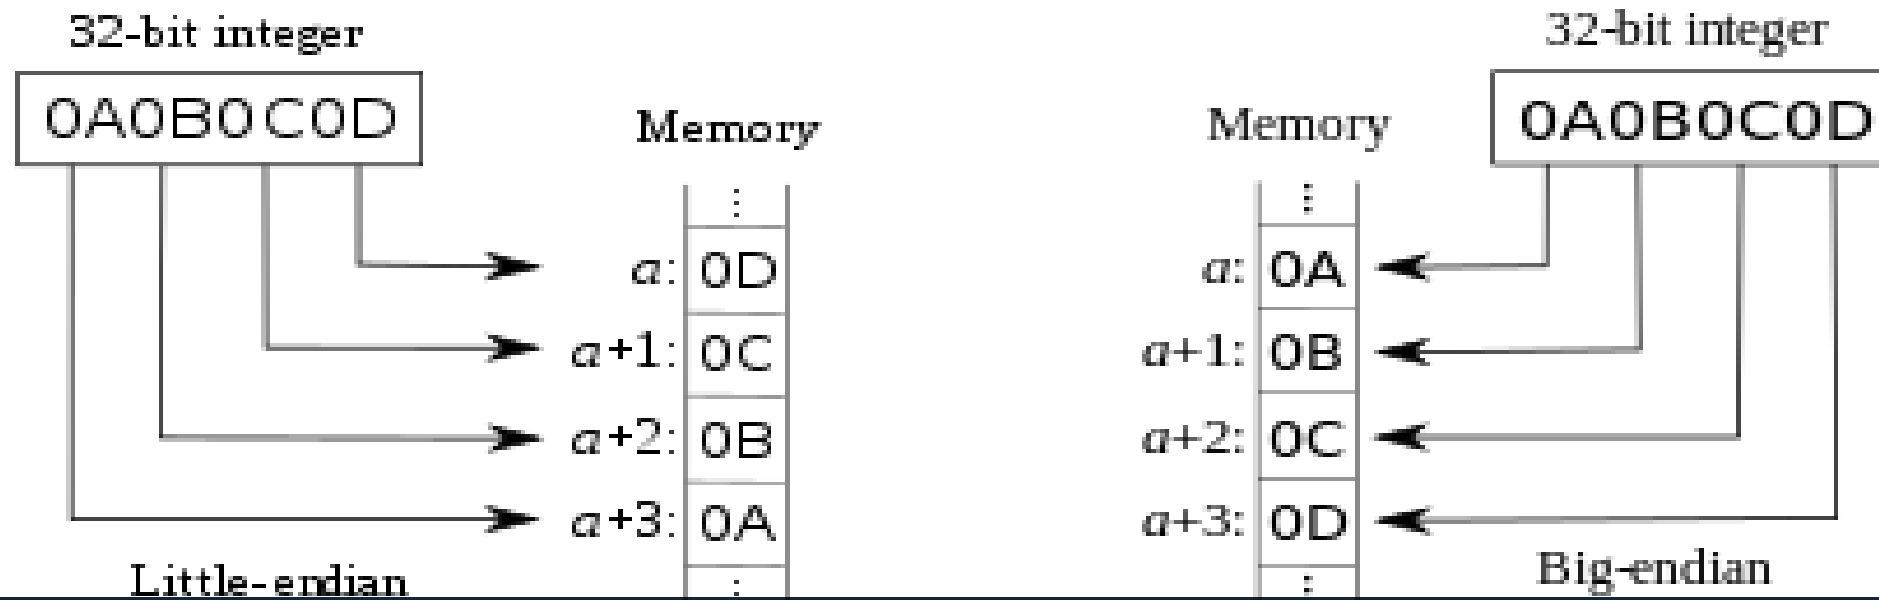 32-bit integer
0A0B0C0D
Memory
⋮
a: 0D
a+1: 0C
a+2: 0B
a+3: 0A
⋮
Little-endian
32-bit integer
0A0B0C0D
Memory
⋮
a: 0A
a+1: 0B
a+2: 0C
a+3: 0D
⋮
Big-endian